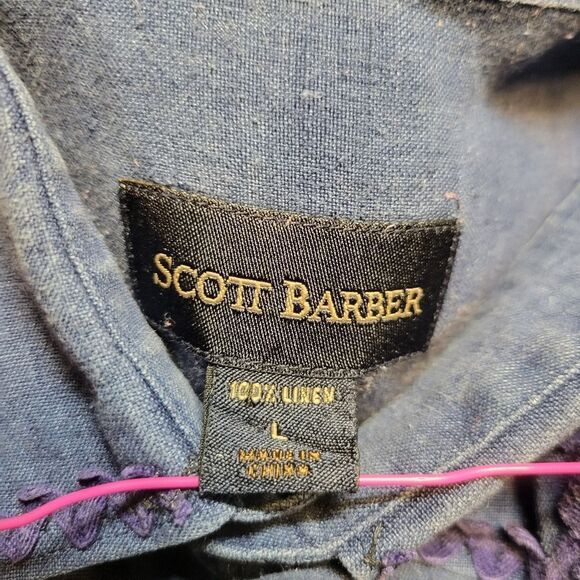 SCOTT BARBER
100% LINEN
L
MADE IN
CHINA